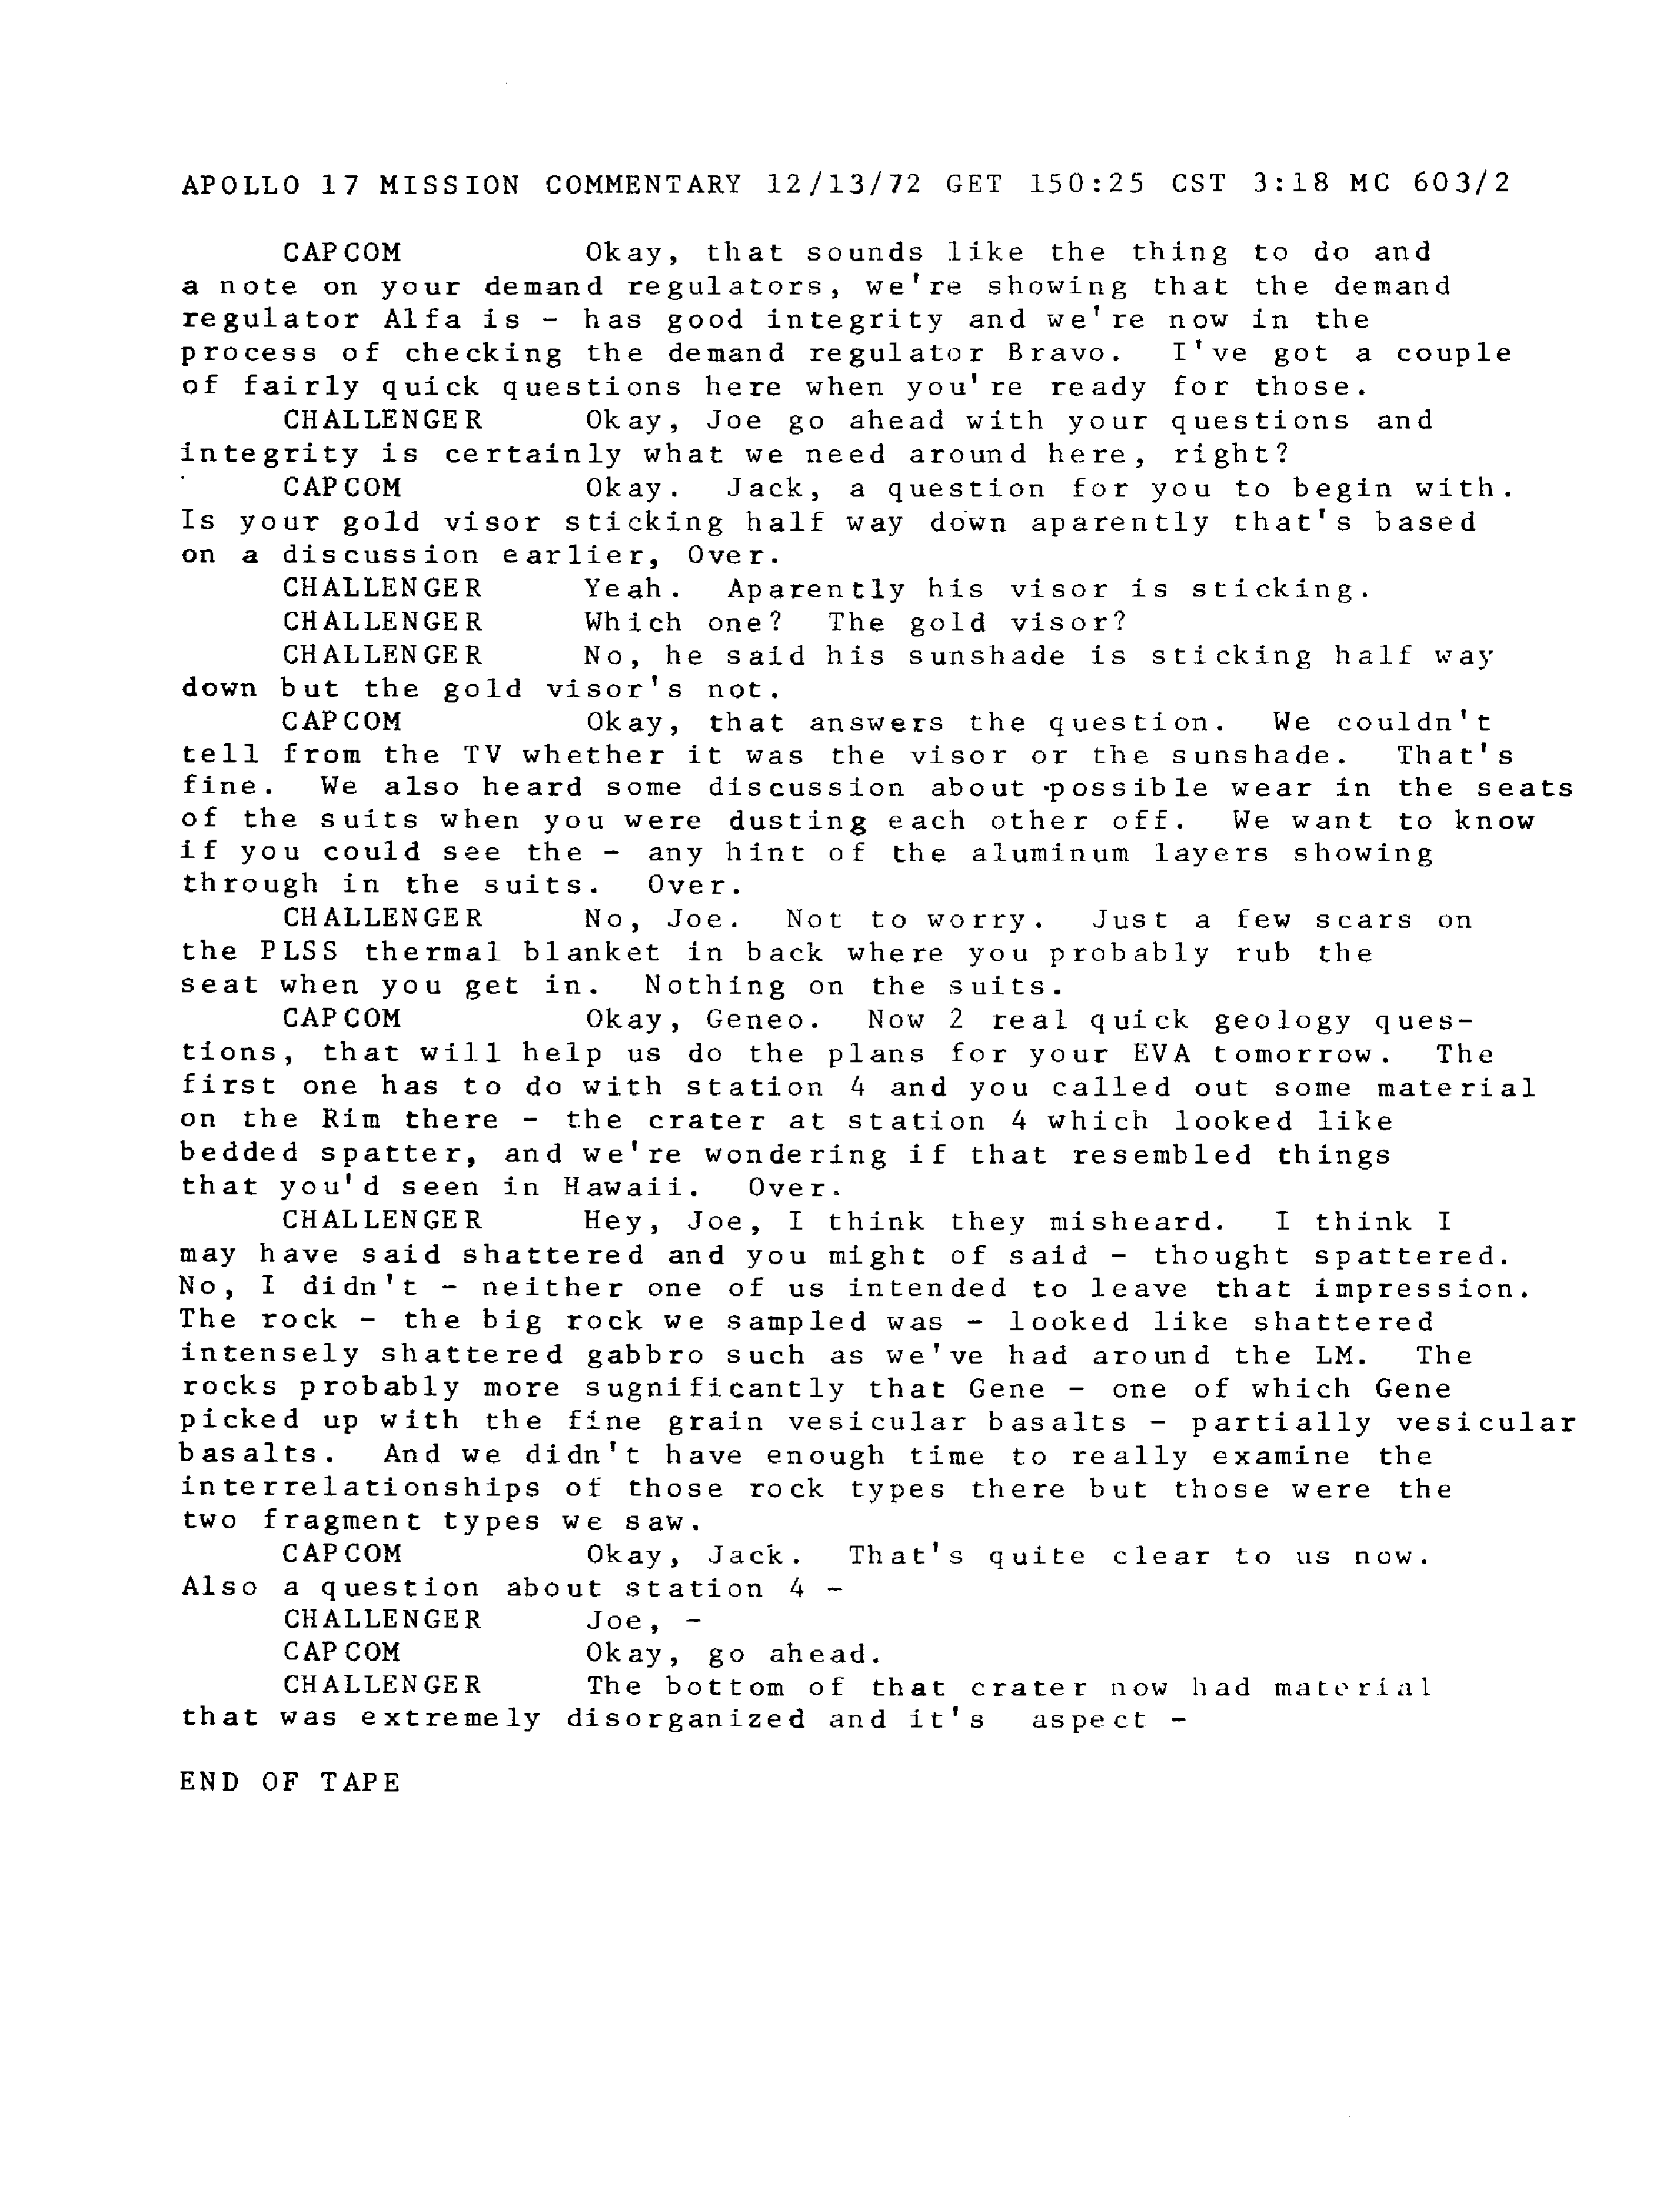 APOLLO 17 MISSION COMMENTARY 12/13/72 GET 150:25 CST 3:18 MC 603/2
CAPCOM Okay, that sounds like the thing to do and
a note on your demand regulators, we're showing that the demand
regulator Alfa is - has good integrity and we're now in the
process of checking the demand regulator Bravo. I've got a couple
of fairly quick questions here when you're ready for those.
CHALLENGER Okay, Joe go ahead with your questions and
integrity is certainly what we need around here, right?
CAPCOM Okay. Jack, a question for you to begin with.
Is your gold visor sticking half way down aparently that's based
on a discussion earlier, Over.
CHALLENGER Yeah. Aparently his visor is sticking.
CHALLENGER Which one? The gold visor?
CHALLENGER No, he said his sunshade is sticking half way
down but the gold visor's not.
CAPCOM Okay, that answers the question. We couldn't
tell from the TV whether it was the visor or the sunshade. That's
fine. We also heard some discussion about possible wear in the seats
of the suits when you were dusting each other off. We want to know
if you could see the - any hint of the aluminum layers showing
through in the suits. Over.
CHALLENGER No, Joe. Not to worry. Just a few scars on
the PLSS thermal blanket in back where you probably rub the
seat when you get in. Nothing on the suits.
CAPCOM Okay, Geneo. Now 2 real quick geology ques-
tions, that will help us do the plans for your EVA tomorrow. The
first one has to do with station 4 and you called out some material
on the Rim there - the crater at station 4 which looked like
bedded spatter, and we're wondering if that resembled things
that you'd seen in Hawaii. Over.
CHALLENGER Hey, Joe, I think they misheard. I think I
may have said shattered and you might of said - thought spattered.
No, I didn't - neither one of us intended to leave that impression.
The rock - the big rock we sampled was - looked like shattered
intensely shattered gabbro such as we've had around the LM. The
rocks probably more sugnificantly that Gene - one of which Gene
picked up with the fine grain vesicular basalts - partially vesicular
basalts. And we didn't have enough time to really examine the
interrelationships of those rock types there but those were the
two fragment types we saw.
CAPCOM Okay, Jack. That's quite clear to us now.
Also a question about station 4 -
CHALLENGER Joe, -
CAPCOM Okay, go ahead.
CHALLENGER The bottom of that crater now had material
that was extremely disorganized and it's aspect -
END OF TAPE